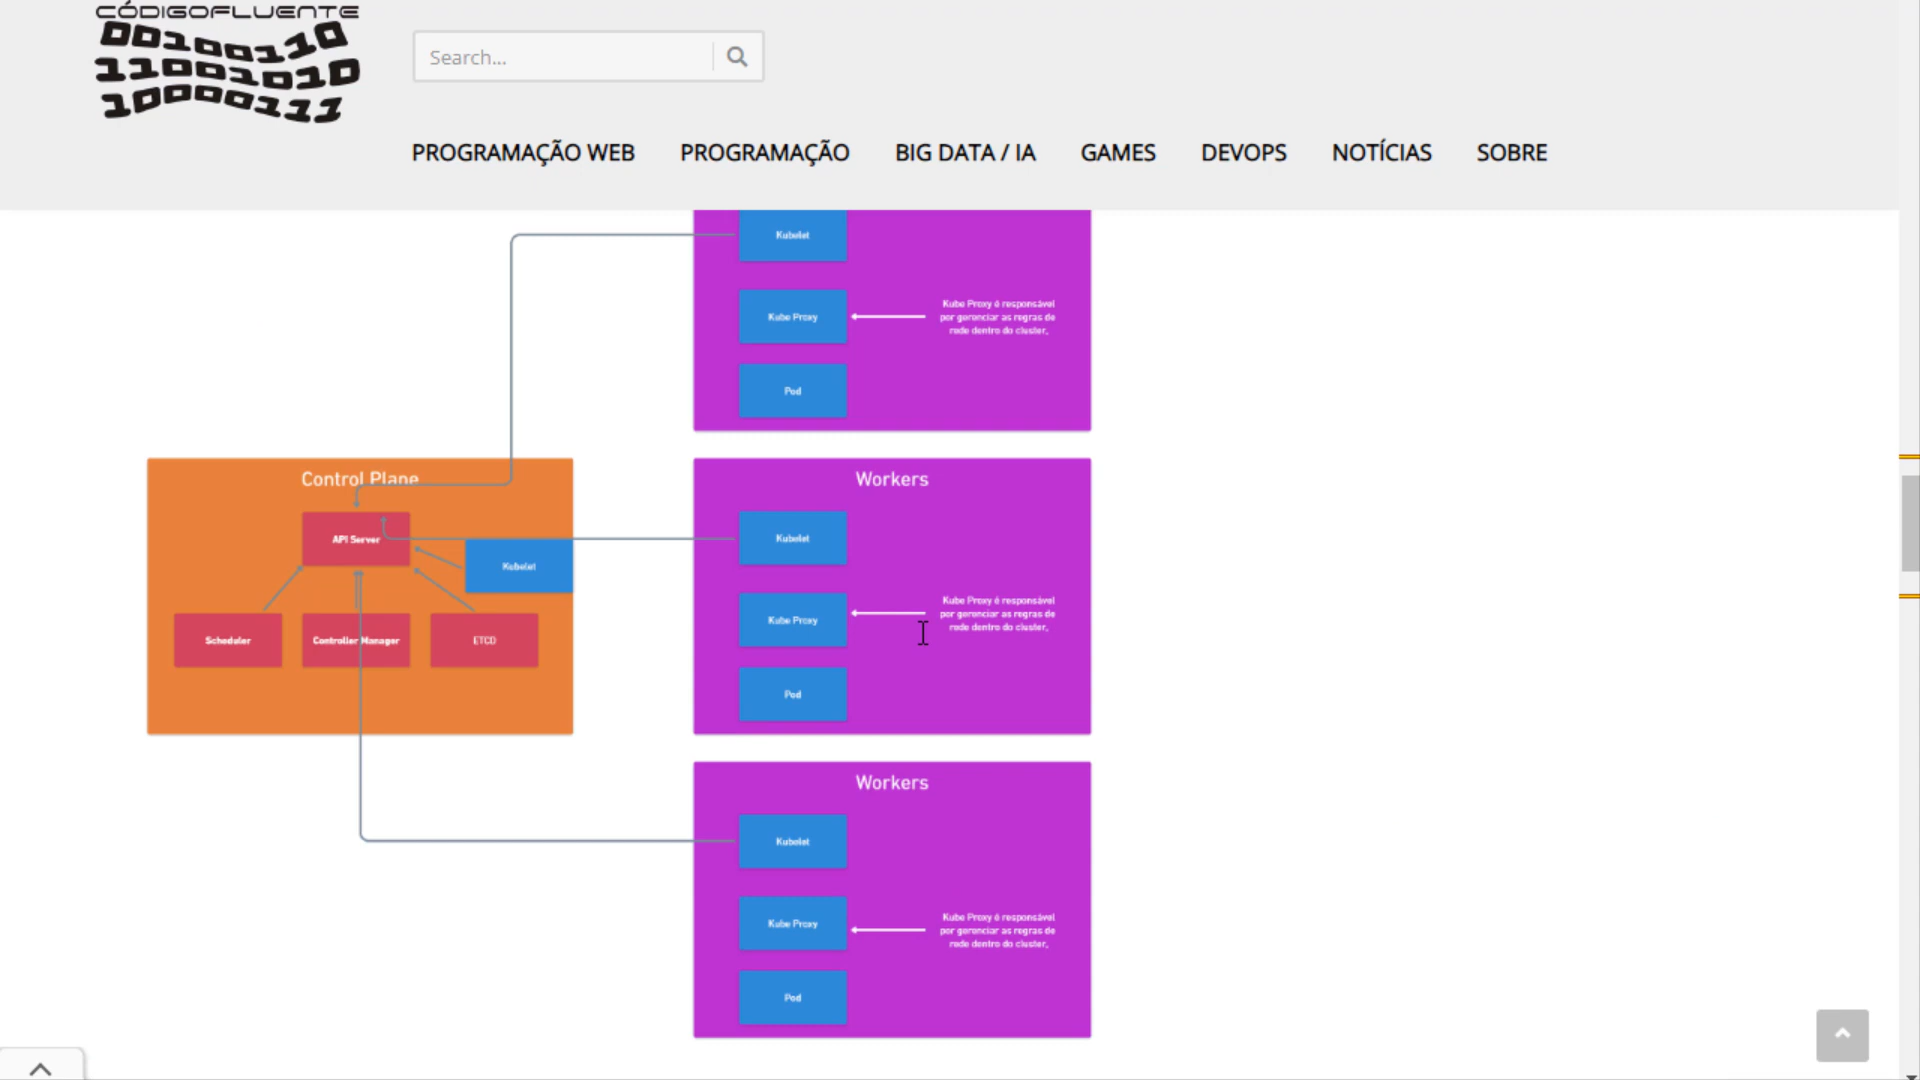 CÓDIGOFLUENTE
00100110
11001010
10000111
Search...
PROGRAMAÇÃO WEB PROGRAMAÇÃO BIG DATA / IA GAMES DEVOPS NOTÍCIAS SOBRE
Kubelet
Kube Proxy
Kube Proxy é responsável
por gerenciar as regras de
rede dentro do cluster,
Pod
Control Plane
API Server
Kubelet
Scheduler
Controller Manager
ETCD
Workers
Kubelet
Kube Proxy
Kube Proxy é responsável
por gerenciar as regras de
rede dentro do cluster,
Pod
Workers
Kubelet
Kube Proxy
Kube Proxy é responsável
por gerenciar as regras de
rede dentro do cluster,
Pod